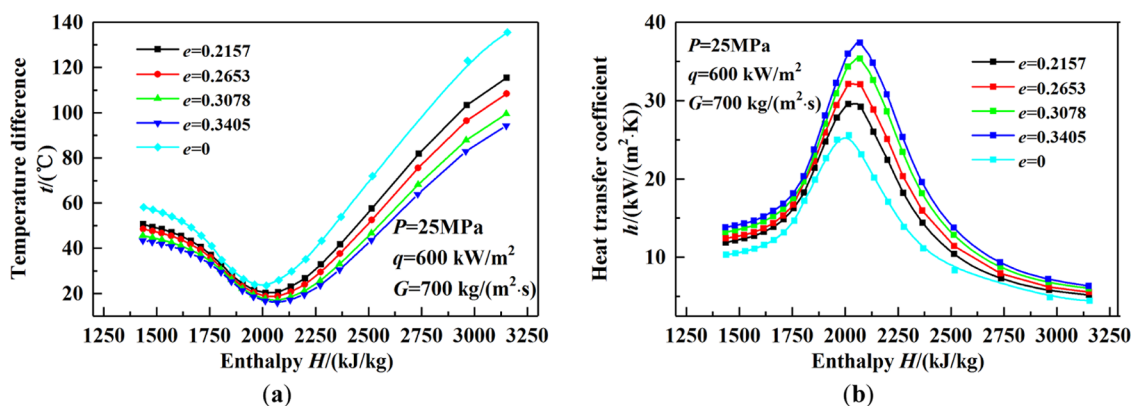 140
120
100
80
60
40
20
Temperature difference
t/(℃)
e=0.2157
e=0.2653
e=0.3078
e=0.3405
e=0
P=25MPa
q=600 kW/m²
G=700 kg/(m²·s)
1250 1500 1750 2000 2250 2500 2750 3000 3250
Enthalpy H/(kJ/kg)
(a)
40
30
20
10
Heat transfer coefficient
h/(kW/(m²·K))
P=25MPa
q=600 kW/m²
G=700 kg/(m²·s)
e=0.2157
e=0.2653
e=0.3078
e=0.3405
e=0
1250 1500 1750 2000 2250 2500 2750 3000 3250
Enthalpy H/(kJ/kg)
(b)